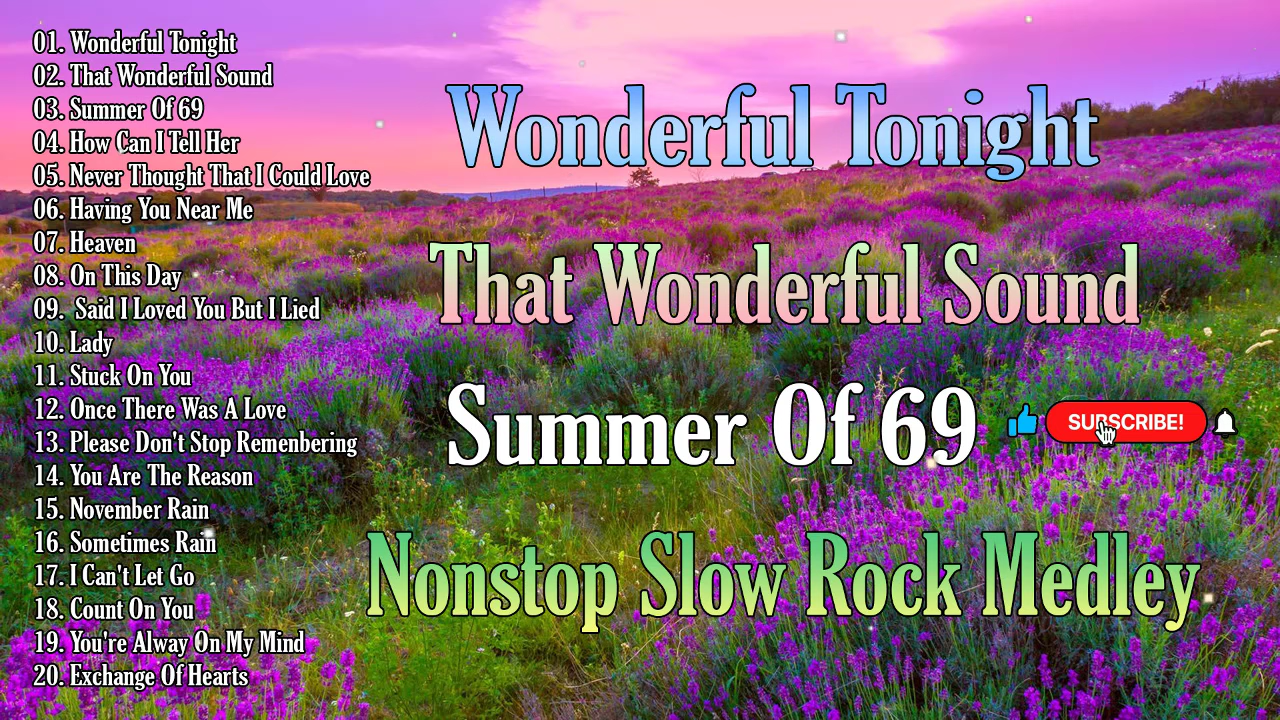 01. Wonderful Tonight
02. That Wonderful Sound
03. Summer Of 69
04. How Can I Tell Her
05. Never Thought That I Could Love
06. Having You Near Me
07. Heaven
08. On This Day
09. Said I Loved You But I Lied
10. Lady
11. Stuck On You
12. Once There Was A Love
13. Please Don't Stop Remenbering
14. You Are The Reason
15. November Rain
16. Sometimes Rain
17. I Can't Let Go
18. Count On You
19. You're Alway On My Mind
20. Exchange Of Hearts
Wonderful Tonight
That Wonderful Sound
Summer Of 69
SUBSCRIBE!
Nonstop Slow Rock Medley